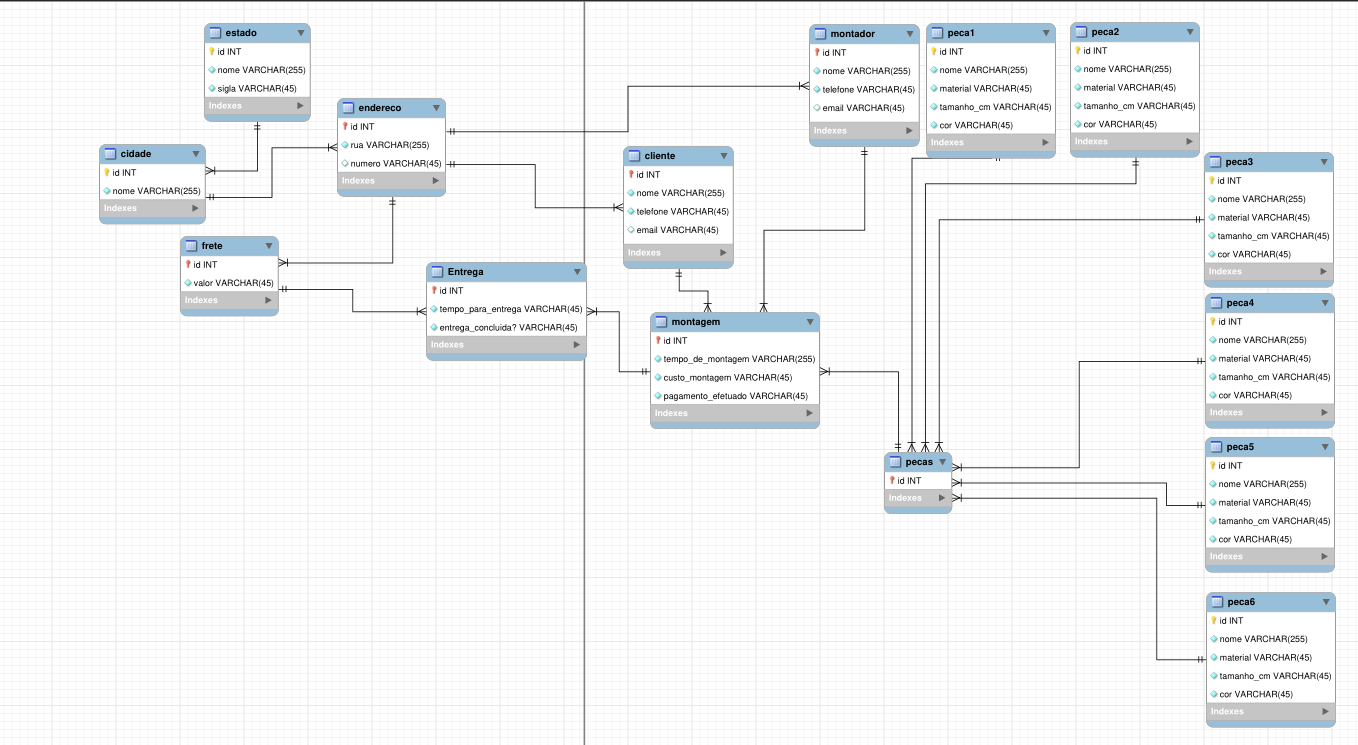 estado
id INT
nome VARCHAR(255)
sigla VARCHAR(45)
Indexes
cidade
id INT
nome VARCHAR(255)
Indexes
endereco
id INT
rua VARCHAR(255)
numero VARCHAR(45)
Indexes
frete
id INT
valor VARCHAR(45)
Indexes
Entrega
id INT
tempo_para_entrega VARCHAR(45)
entrega_concluida? VARCHAR(45)
Indexes
cliente
id INT
nome VARCHAR(255)
telefone VARCHAR(45)
email VARCHAR(45)
Indexes
montagem
id INT
tempo_de_montagem VARCHAR(255)
custo_montagem VARCHAR(45)
pagamento_efetuado VARCHAR(45)
Indexes
montador
id INT
nome VARCHAR(255)
telefone VARCHAR(45)
email VARCHAR(45)
Indexes
peca1
id INT
nome VARCHAR(255)
material VARCHAR(45)
tamanho_cm VARCHAR(45)
cor VARCHAR(45)
Indexes
peca2
id INT
nome VARCHAR(255)
material VARCHAR(45)
tamanho_cm VARCHAR(45)
cor VARCHAR(45)
Indexes
peca3
id INT
nome VARCHAR(255)
material VARCHAR(45)
tamanho_cm VARCHAR(45)
cor VARCHAR(45)
Indexes
peca4
id INT
nome VARCHAR(255)
material VARCHAR(45)
tamanho_cm VARCHAR(45)
cor VARCHAR(45)
Indexes
pecas
id INT
Indexes
peca5
id INT
nome VARCHAR(255)
material VARCHAR(45)
tamanho_cm VARCHAR(45)
cor VARCHAR(45)
Indexes
peca6
id INT
nome VARCHAR(255)
material VARCHAR(45)
tamanho_cm VARCHAR(45)
cor VARCHAR(45)
Indexes